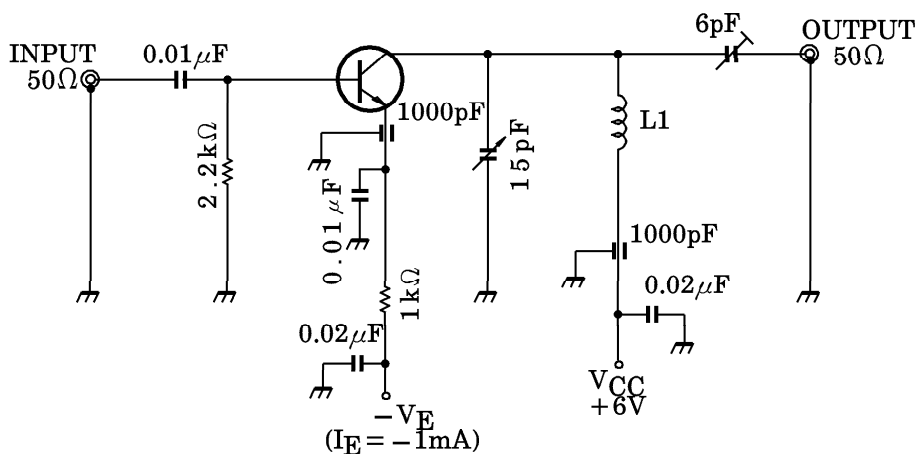 INPUT
50Ω
0.01μF
6pF
OUTPUT
50Ω
1000pF
2.2kΩ
15pF
L1
0.01μF
1000pF
1kΩ
0.02μF
0.02μF
VCC
+6V
−VE
(IE = −1mA)